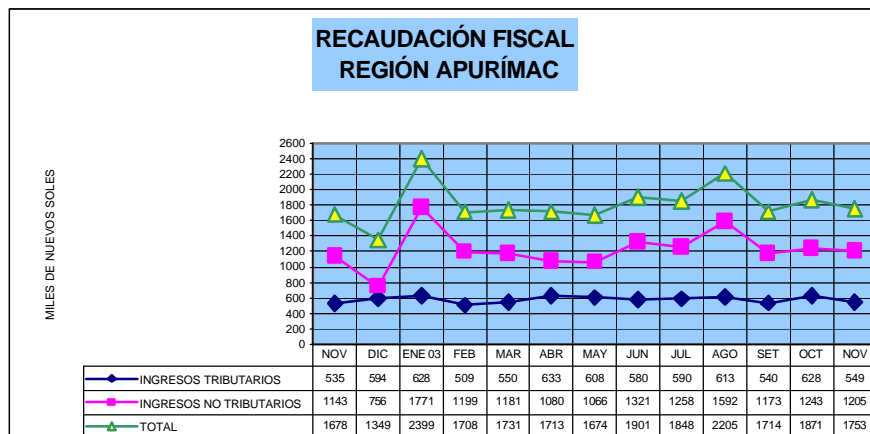 RECAUDACIÓN FISCAL
REGIÓN APURÍMAC
MILES DE NUEVOS SOLES
2600
2400
2200
2000
1800
1600
1400
1200
1000
800
600
400
200
0
NOV DIC ENE 03 FEB MAR ABR MAY JUN JUL AGO SET OCT NOV
INGRESOS TRIBUTARIOS 535 594 628 509 550 633 608 580 590 613 540 628 549
INGRESOS NO TRIBUTARIOS 1143 756 1771 1199 1181 1080 1066 1321 1258 1592 1173 1243 1205
TOTAL 1678 1349 2399 1708 1731 1713 1674 1901 1848 2205 1714 1871 1753